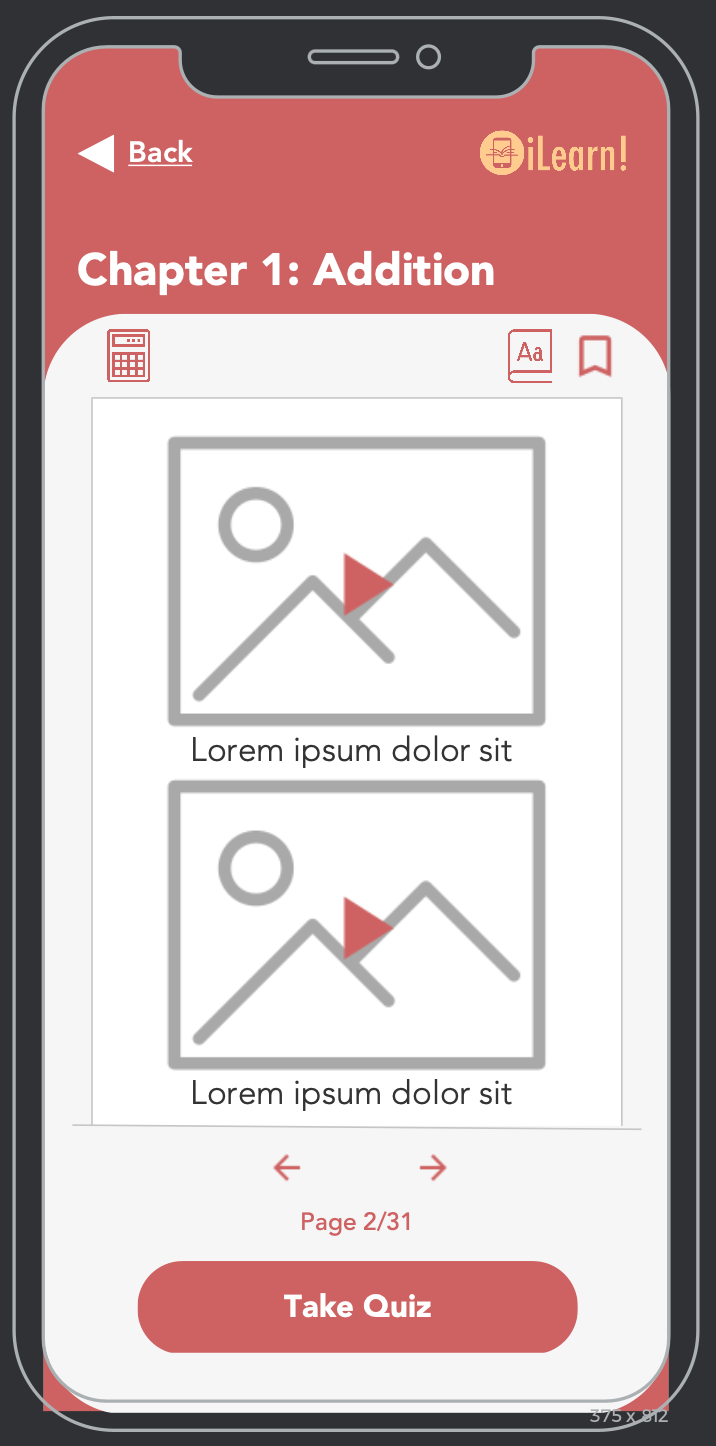 Back
iLearn!
Chapter 1: Addition
Aa
Lorem ipsum dolor sit
Lorem ipsum dolor sit
Page 2/31
Take Quiz
375 x 812